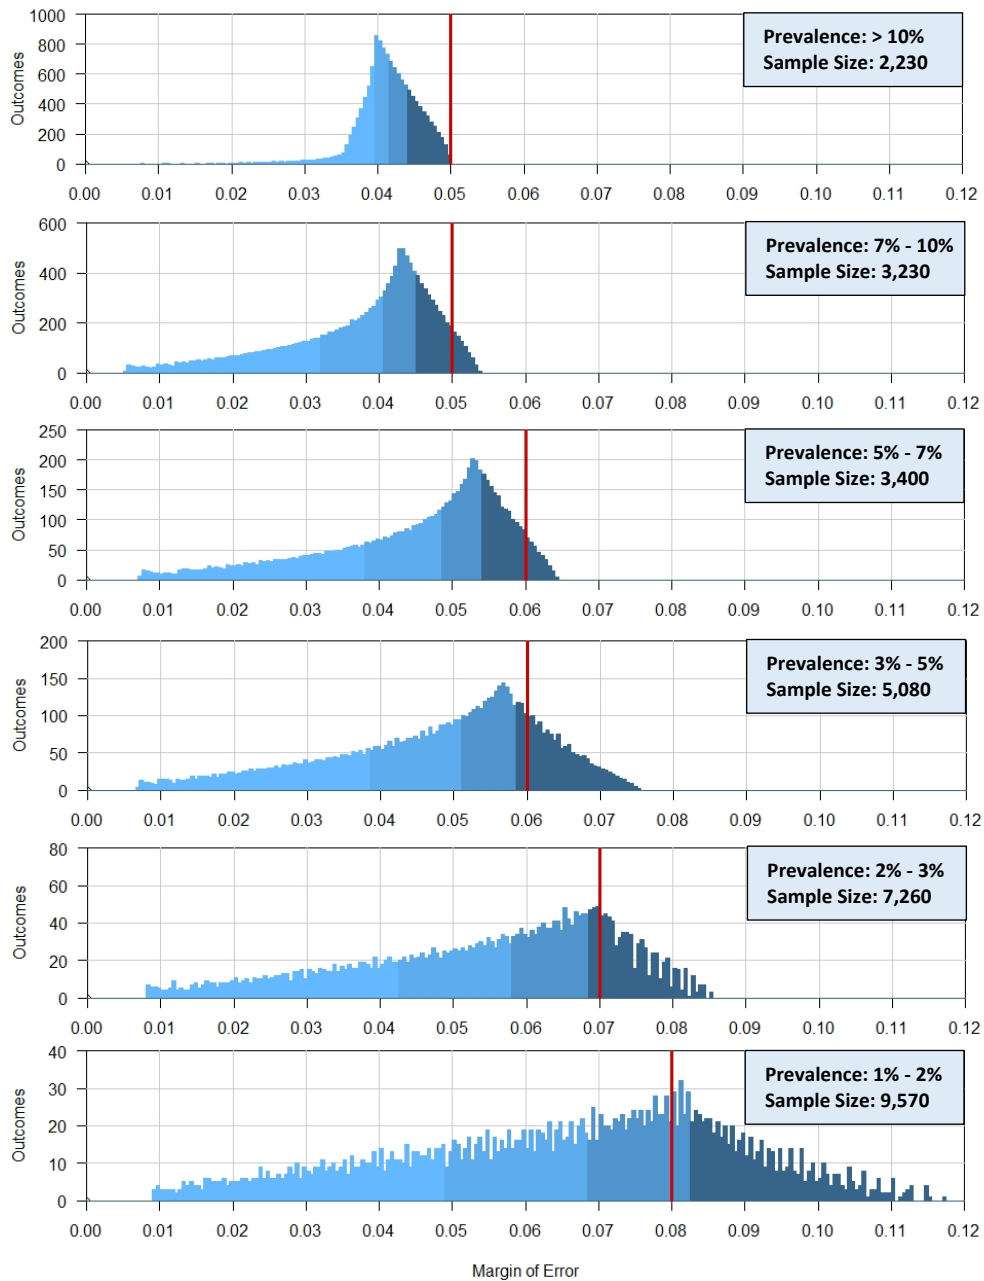 1000
800
600
400
200
0
Outcomes
Prevalence: > 10%
Sample Size: 2,230
0.00 0.01 0.02 0.03 0.04 0.05 0.06 0.07 0.08 0.09 0.10 0.11 0.12
600
400
200
0
Outcomes
Prevalence: 7% - 10%
Sample Size: 3,230
0.00 0.01 0.02 0.03 0.04 0.05 0.06 0.07 0.08 0.09 0.10 0.11 0.12
250
200
150
100
50
0
Outcomes
Prevalence: 5% - 7%
Sample Size: 3,400
0.00 0.01 0.02 0.03 0.04 0.05 0.06 0.07 0.08 0.09 0.10 0.11 0.12
200
150
100
50
0
Outcomes
Prevalence: 3% - 5%
Sample Size: 5,080
0.00 0.01 0.02 0.03 0.04 0.05 0.06 0.07 0.08 0.09 0.10 0.11 0.12
80
60
40
20
0
Outcomes
Prevalence: 2% - 3%
Sample Size: 7,260
0.00 0.01 0.02 0.03 0.04 0.05 0.06 0.07 0.08 0.09 0.10 0.11 0.12
40
30
20
10
0
Outcomes
Prevalence: 1% - 2%
Sample Size: 9,570
0.00 0.01 0.02 0.03 0.04 0.05 0.06 0.07 0.08 0.09 0.10 0.11 0.12
Margin of Error